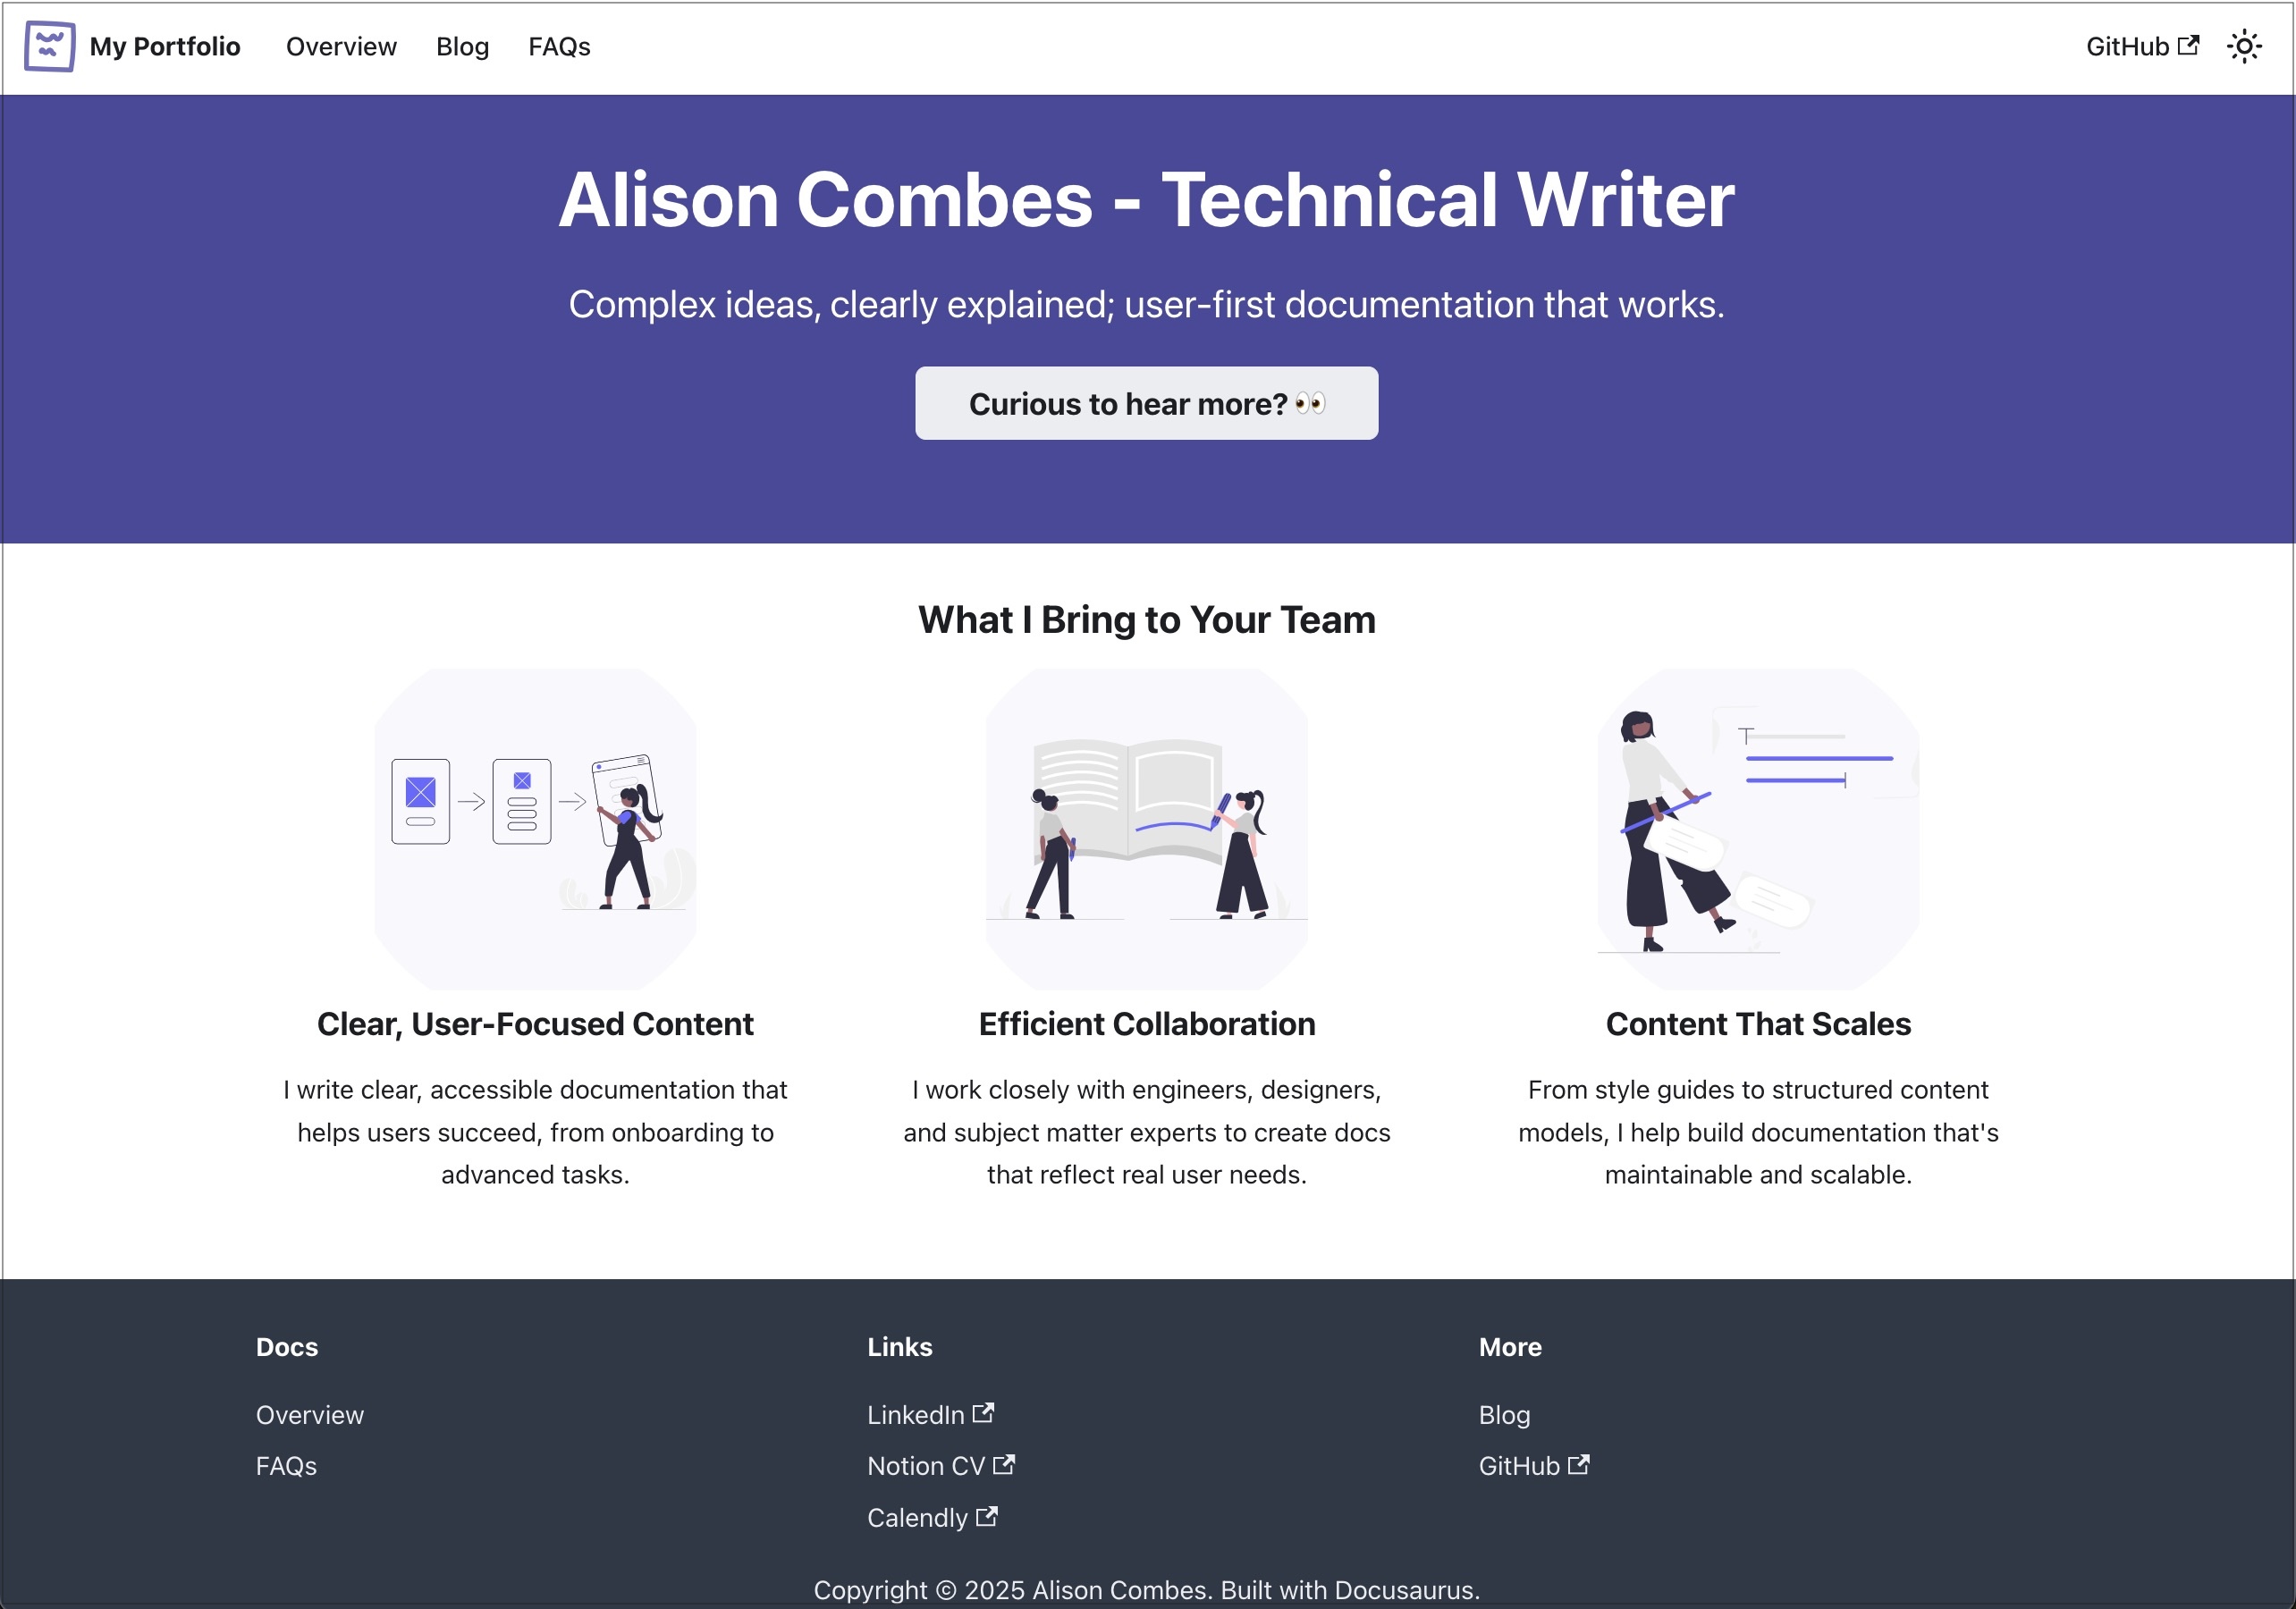 My Portfolio Overview Blog FAQs GitHub
Alison Combes - Technical Writer
Complex ideas, clearly explained; user-first documentation that works.
Curious to hear more? 👀
What I Bring to Your Team
Clear, User-Focused Content
I write clear, accessible documentation that
helps users succeed, from onboarding to
advanced tasks.
Efficient Collaboration
I work closely with engineers, designers,
and subject matter experts to create docs
that reflect real user needs.
Content That Scales
From style guides to structured content
models, I help build documentation that's
maintainable and scalable.
Docs
Overview
FAQs
Links
LinkedIn
Notion CV
Calendly
More
Blog
GitHub
Copyright © 2025 Alison Combes. Built with Docusaurus.